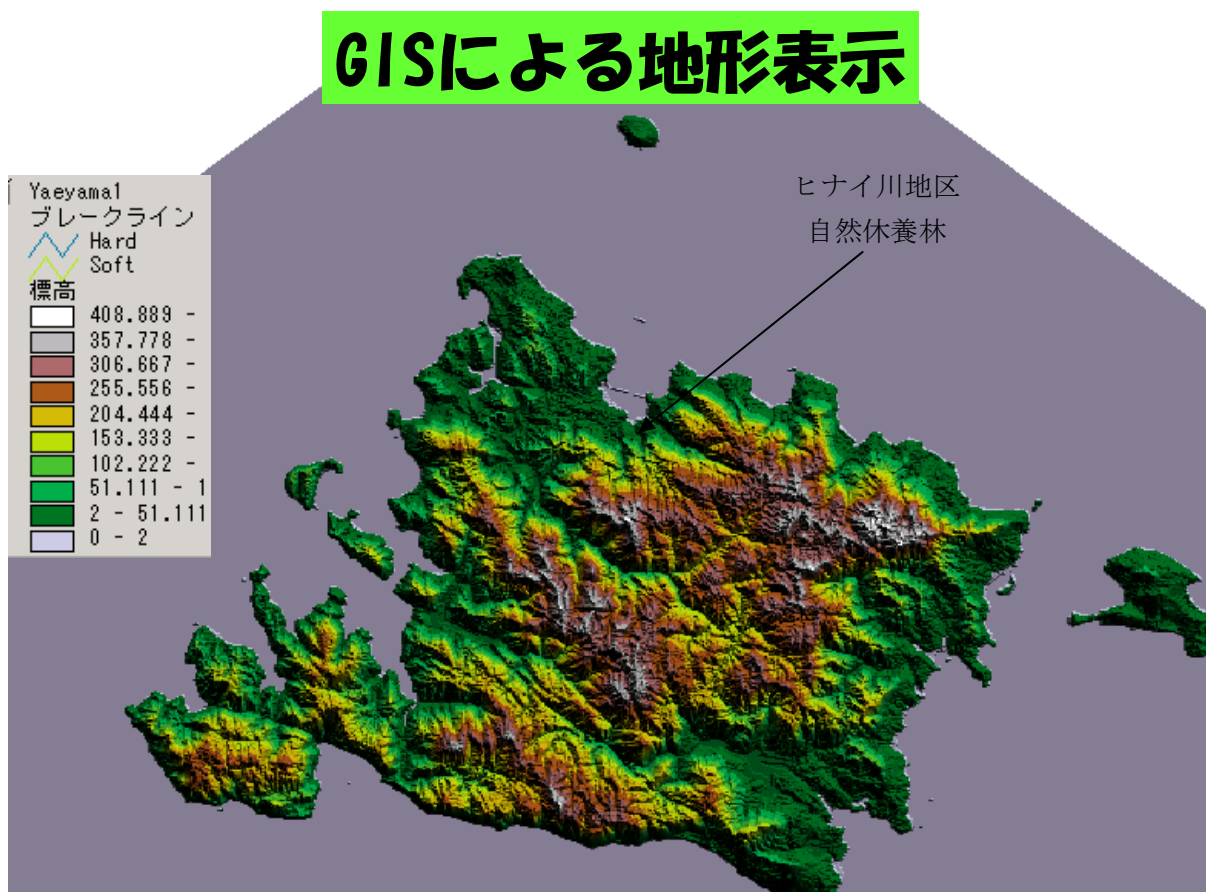 GISによる地形表示
Yaeyama1
ブレークライン
Hard
Soft
標高
408.889 -
357.778 -
306.667 -
255.556 -
204.444 -
153.333 -
102.222 -
51.111 - 1
2 - 51.111
0 - 2
ヒナイ川地区
自然休養林